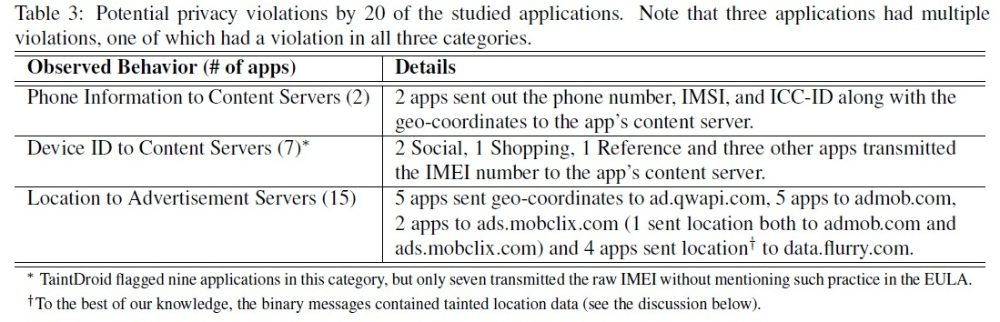 Table 3: Potential privacy violations by 20 of the studied applications. Note that three applications had multiple
violations, one of which had a violation in all three categories.
Observed Behavior (# of apps) Details
Phone Information to Content Servers (2) 2 apps sent out the phone number, IMSI, and ICC-ID along with the
geo-coordinates to the app's content server.
Device ID to Content Servers (7)* 2 Social, 1 Shopping, 1 Reference and three other apps transmitted
the IMEI number to the app's content server.
Location to Advertisement Servers (15) 5 apps sent geo-coordinates to ad.qwapi.com, 5 apps to admob.com,
2 apps to ads.mobclix.com (1 sent location both to admob.com and
ads.mobclix.com) and 4 apps sent location† to data.flurry.com.
* TaintDroid flagged nine applications in this category, but only seven transmitted the raw IMEI without mentioning such practice in the EULA.
†To the best of our knowledge, the binary messages contained tainted location data (see the discussion below).